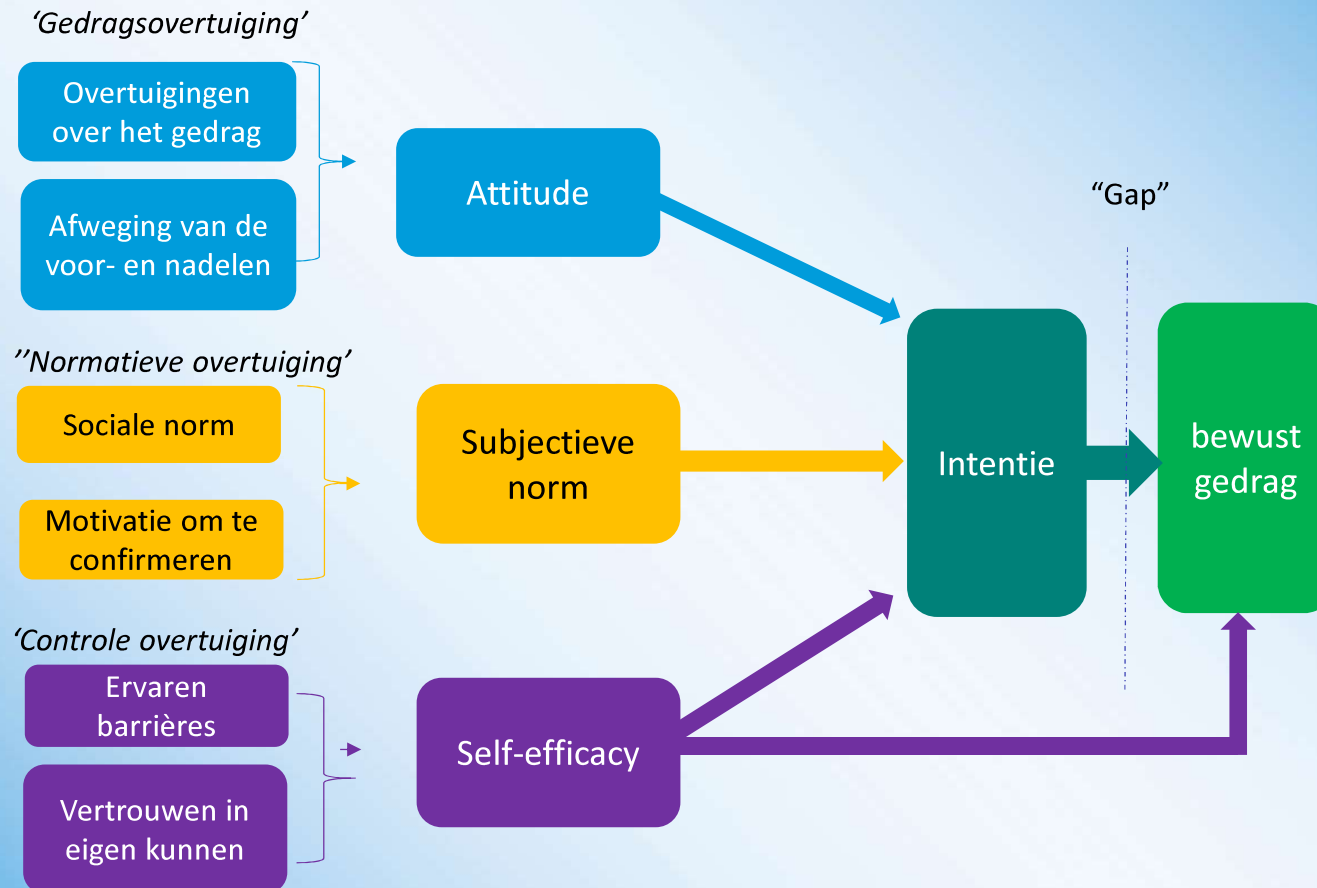 ‘Gedragsovertuiging’
Overtuigingen
over het gedrag
Afweging van de
voor- en nadelen
Attitude
“Gap”
’’Normatieve overtuiging’
Sociale norm
Motivatie om te
confirmeren
Subjectieve
norm
Intentie
bewust
gedrag
‘Controle overtuiging’
Ervaren
barrières
Vertrouwen in
eigen kunnen
Self-efficacy